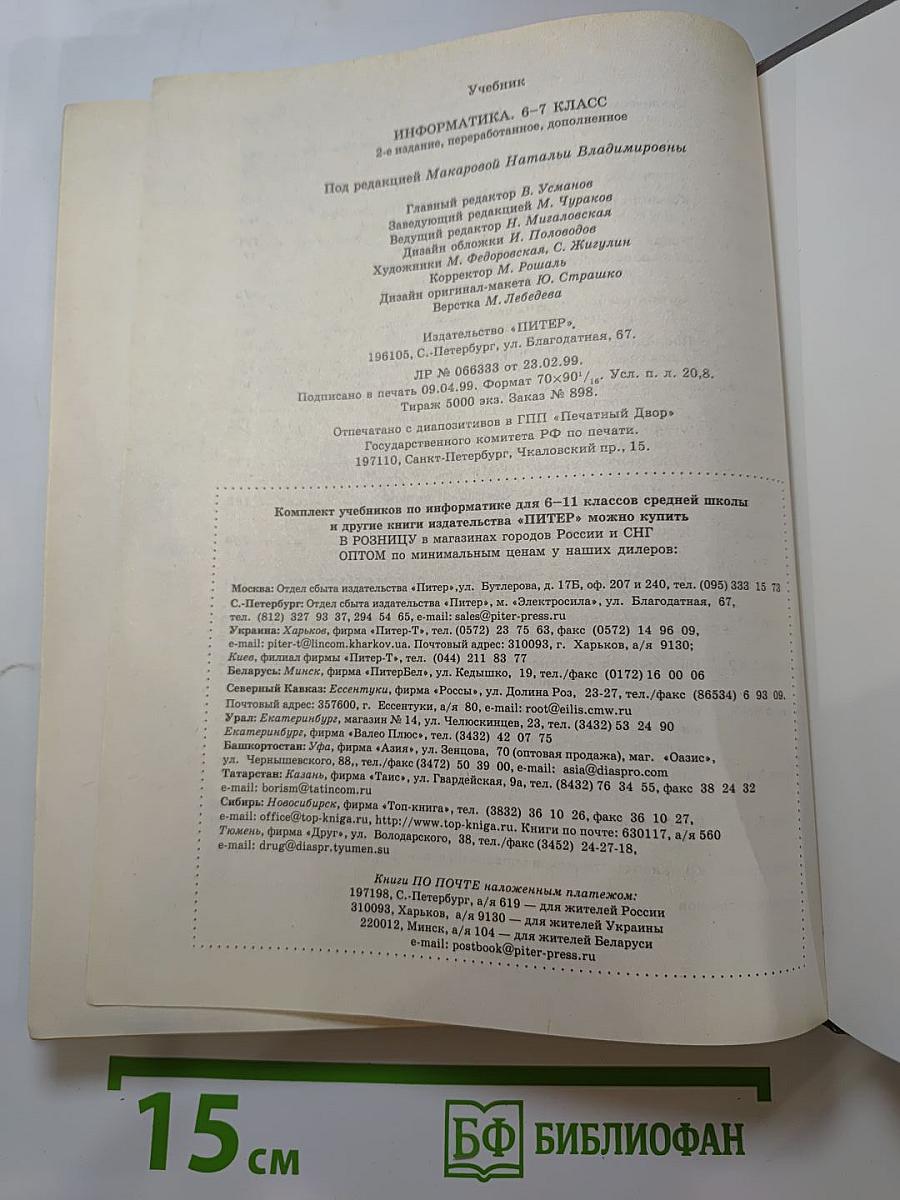 Учебник
ИНФОРМАТИКА. 6–7 КЛАСС
2-е издание, переработанное, дополненное
Под редакцией Макаровой Натальи Владимировны
Главный редактор В. Усманов
Заведующий редакцией М. Чураков
Ведущий редактор Н. Мигаловская
Дизайн обложки И. Половодов
Художники М. Федоровская, С. Жигулин
Корректор М. Рошаль
Дизайн оригинал-макета Ю. Страшко
Верстка М. Лебедева
Издательство «ПИТЕР».
196105, С.-Петербург, ул. Благодатная, 67.
ЛР № 066333 от 23.02.99.
Подписано в печать 09.04.99. Формат 70×90¹/₁₆. Усл. п. л. 20,8.
Тираж 5000 экз. Заказ № 898.
Отпечатано с диапозитивов в ГПП «Печатный Двор»
Государственного комитета РФ по печати.
197110, Санкт-Петербург, Чкаловский пр., 15.
Комплект учебников по информатике для 6–11 классов средней школы
и другие книги издательства «ПИТЕР» можно купить
В РОЗНИЦУ в магазинах городов России и СНГ
ОПТОМ по минимальным ценам у наших дилеров:
Москва: Отдел сбыта издательства «Питер»,ул. Бутлерова, д. 17Б, оф. 207 и 240, тел. (095) 333 15 73
С.-Петербург: Отдел сбыта издательства «Питер», м. «Электросила», ул. Благодатная, 67,
тел. (812) 327 93 37, 294 54 65, e-mail: sales@piter-press.ru
Украина: Харьков, фирма «Питер-Т», тел. (0572) 23 75 63, факс (0572) 14 96 09,
e-mail: piter-t@lincom.kharkov.ua. Почтовый адрес: 310093, г. Харьков, а/я 9130;
Киев, филиал фирмы «Питер-Т», тел. (044) 211 83 77
Беларусь: Минск, фирма «ПитерБел», ул. Кедышко, 19, тел./факс (0172) 16 00 06
Северный Кавказ: Ессентуки, фирма «Россы», ул. Долина Роз, 23-27, тел./факс (86534) 6 93 09.
Почтовый адрес: 357600, г. Ессентуки, а/я 80, e-mail: root@eilis.cmw.ru
Урал: Екатеринбург, магазин № 14, ул. Челюскинцев, 23, тел. (3432) 53 24 90
Екатеринбург, фирма «Валео Плюс», тел. (3432) 42 07 75
Башкортостан: Уфа, фирма «Азия», ул. Зенцова, 70 (оптовая продажа), маг. «Оазис»,
ул. Чернышевского, 88,, тел./факс (3472) 50 39 00, e-mail: asia@diaspro.com
Татарстан: Казань, фирма «Таис», ул. Гвардейская, 9а, тел. (8432) 76 34 55, факс 38 24 32
e-mail: borism@tatincom.ru
Сибирь: Новосибирск, фирма «Топ-книга», тел. (3832) 36 10 26, факс 36 10 27,
e-mail: office@top-kniga.ru, http://www.top-kniga.ru. Книги по почте: 630117, а/я 560
Тюмень, фирма «Друг», ул. Володарского, 38, тел./факс (3452) 24-27-18,
e-mail: drug@diaspr.tyumen.su
Книги ПО ПОЧТЕ наложенным платежом:
197198, С.-Петербург, а/я 619 — для жителей России
310093, Харьков, а/я 9130 — для жителей Украины
220012, Минск, а/я 104 — для жителей Беларуси
e-mail: postbook@piter-press.ru
15 см
БФ БИБЛИОФАН